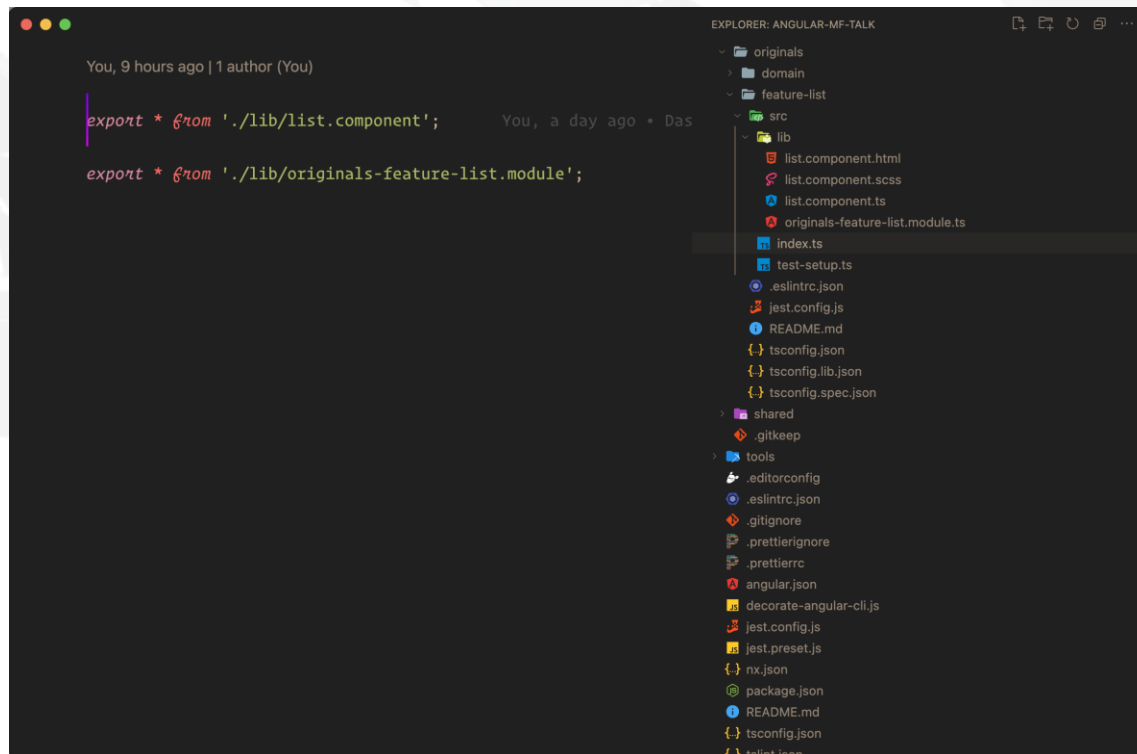 You, 9 hours ago | 1 author (You)
export * from './lib/list.component';      You, a day ago • Das
export * from './lib/originals-feature-list.module';
EXPLORER: ANGULAR-MF-TALK
originals
domain
feature-list
src
lib
list.component.html
list.component.scss
list.component.ts
originals-feature-list.module.ts
index.ts
test-setup.ts
.eslintrc.json
jest.config.js
README.md
tsconfig.json
tsconfig.lib.json
tsconfig.spec.json
shared
.gitkeep
tools
.editorconfig
.eslintrc.json
.gitignore
.prettierignore
.prettierrc
angular.json
decorate-angular-cli.js
jest.config.js
jest.preset.js
nx.json
package.json
README.md
tsconfig.json
tslint.json